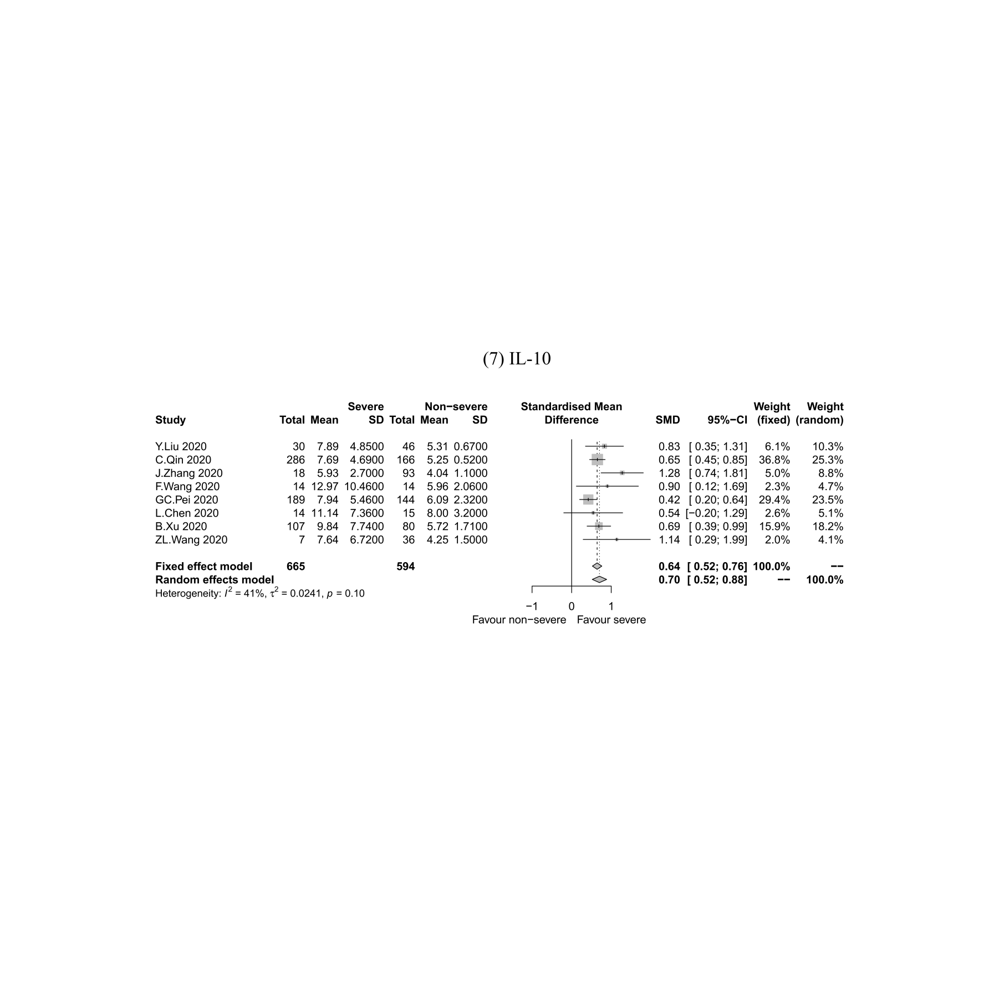 (7) IL-10
Severe Non−severe Standardised Mean Weight Weight
Study Total Mean SD Total Mean SD Difference SMD 95%−CI (fixed) (random)
Y.Liu 2020 30 7.89 4.8500 46 5.31 0.6700 0.83 [ 0.35; 1.31] 6.1% 10.3%
C.Qin 2020 286 7.69 4.6900 166 5.25 0.5200 0.65 [ 0.45; 0.85] 36.8% 25.3%
J.Zhang 2020 18 5.93 2.7000 93 4.04 1.1000 1.28 [ 0.74; 1.81] 5.0% 8.8%
F.Wang 2020 14 12.97 10.4600 14 5.96 2.0600 0.90 [ 0.12; 1.69] 2.3% 4.7%
GC.Pei 2020 189 7.94 5.4600 144 6.09 2.3200 0.42 [ 0.20; 0.64] 29.4% 23.5%
L.Chen 2020 14 11.14 7.3600 15 8.00 3.2000 0.54 [−0.20; 1.29] 2.6% 5.1%
B.Xu 2020 107 9.84 7.7400 80 5.72 1.7100 0.69 [ 0.39; 0.99] 15.9% 18.2%
ZL.Wang 2020 7 7.64 6.7200 36 4.25 1.5000 1.14 [ 0.29; 1.99] 2.0% 4.1%
Fixed effect model 665 594 0.64 [ 0.52; 0.76] 100.0% −−
Random effects model 0.70 [ 0.52; 0.88] −− 100.0%
Heterogeneity: I² = 41%, τ² = 0.0241, p = 0.10
−1 0 1
Favour non−severe Favour severe